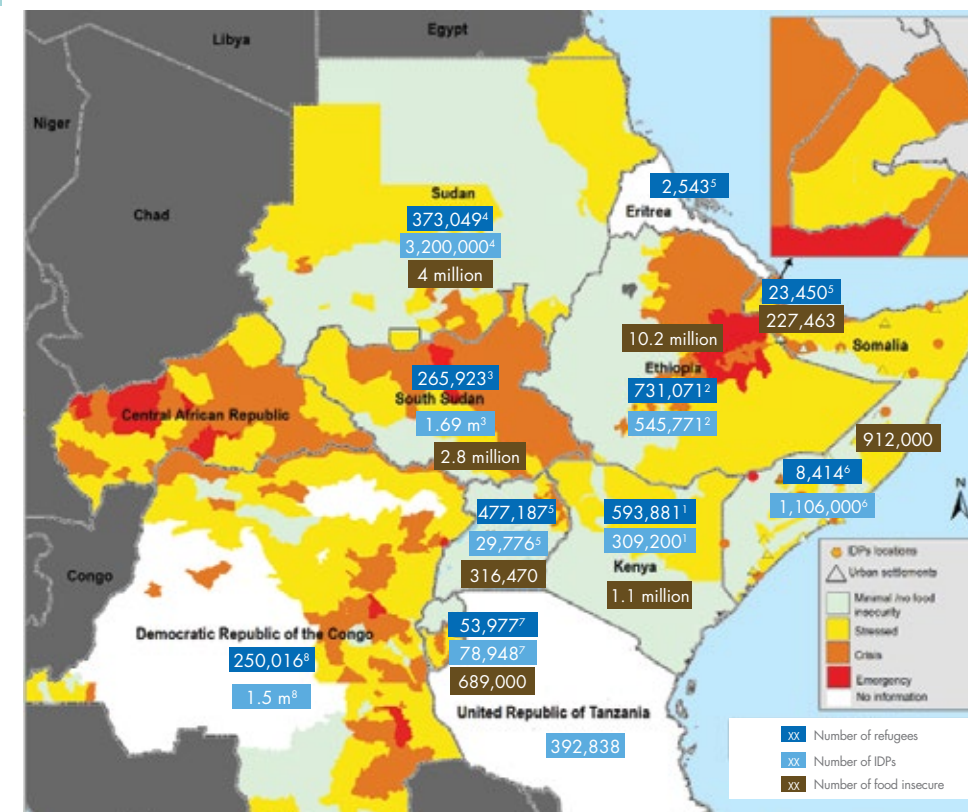 Libya
Egypt
Niger
Chad
Sudan
373,049⁴
3,200,000⁴
4 million
2,543⁵
Eritrea
23,450⁵
227,463
10.2 million
Somalia
Ethiopia
731,071²
545,771²
265,923³
South Sudan
1.69 m³
2.8 million
Central African Republic
912,000
8,414⁶
1,106,000⁶
477,187⁵
29,776⁵
316,470
593,881¹
309,200¹
Kenya
1.1 million
Congo
Democratic Republic of the Congo
250,016⁸
1.5 m⁸
53,977⁷
78,948⁷
689,000
United Republic of Tanzania
392,838
N
IDPs locations
Urban settlements
Minimal /no food
insecurity
Stressed
Crisis
Emergency
No information
xx Number of refugees
xx Number of IDPs
xx Number of food insecure